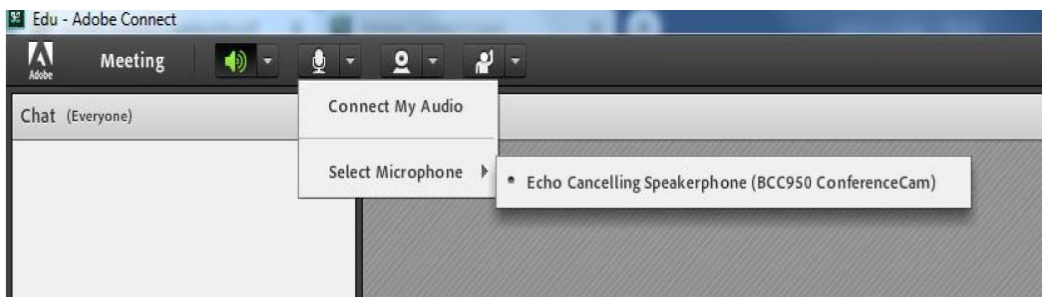 Edu - Adobe Connect
Adobe
Meeting
Connect My Audio
Chat (Everyone)
Select Microphone
Echo Cancelling Speakerphone (BCC950 ConferenceCam)